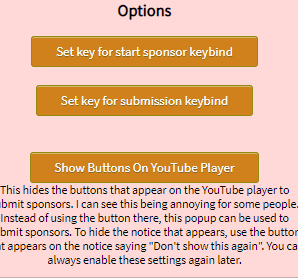 Options
Set key for start sponsor keybind
Set key for submission keybind
Show Buttons On YouTube Player
This hides the buttons that appear on the YouTube player to
ubmit sponsors. I can see this being annoying for some people.
Instead of using the button there, this popup can be used to
bmit sponsors. To hide the notice that appears, use the button
at appears on the notice saying "Don't show this again". You ca
always enable these settings again later.